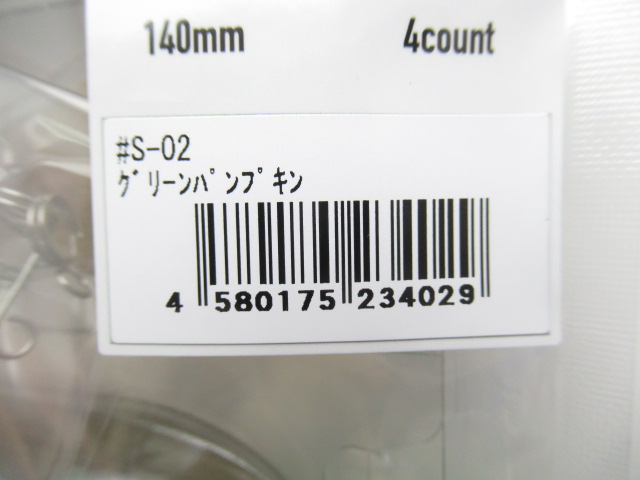 140mm 4count
#S-02
ｸﾞﾘｰﾝﾊﾟﾝﾌﾟｷﾝ
4 580175 234029